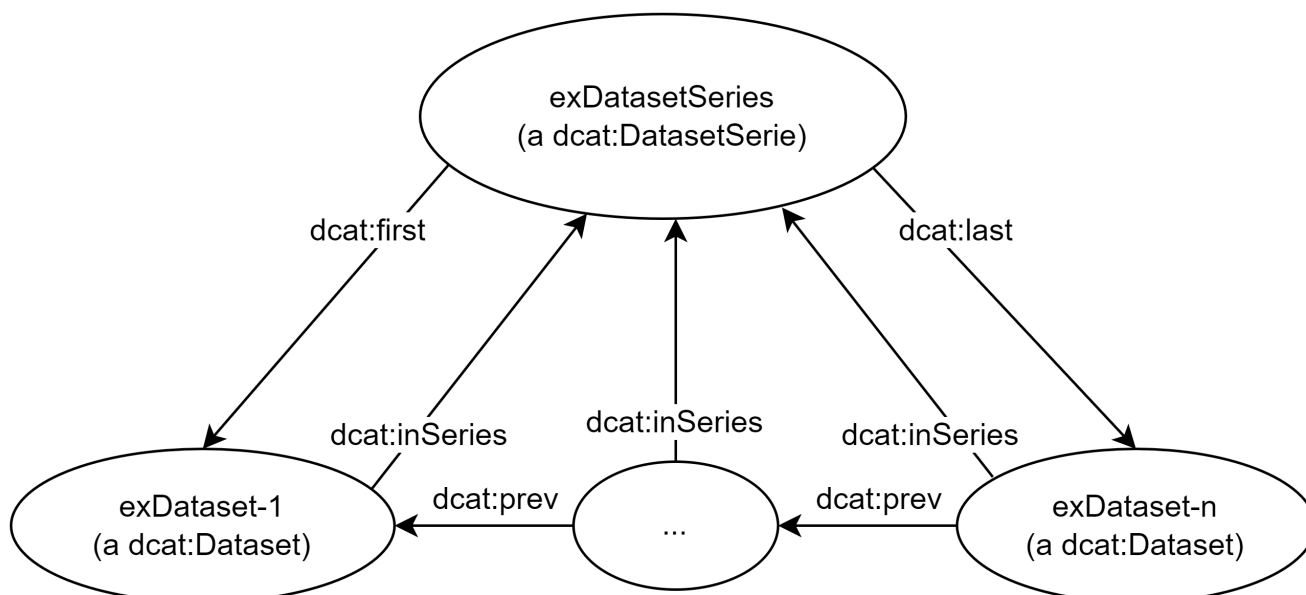 exDatasetSeries
(a dcat:DatasetSerie)
dcat:first
dcat:last
dcat:inSeries
dcat:inSeries
dcat:inSeries
exDataset-1
(a dcat:Dataset)
dcat:prev
...
dcat:prev
exDataset-n
(a dcat:Dataset)